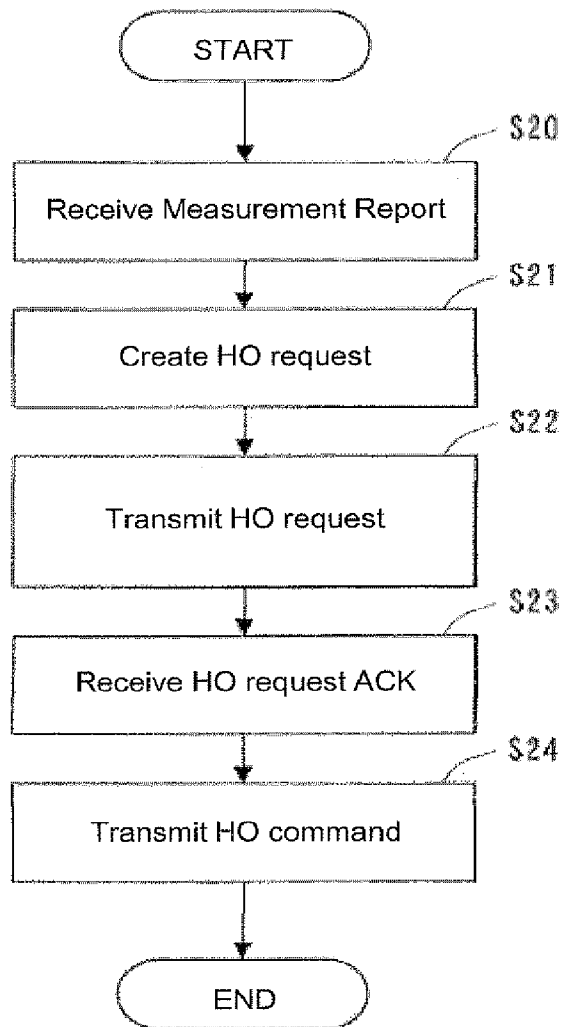 START
S20
Receive Measurement Report
S21
Create HO request
S22
Transmit HO request
S23
Receive HO request ACK
S24
Transmit HO command
END